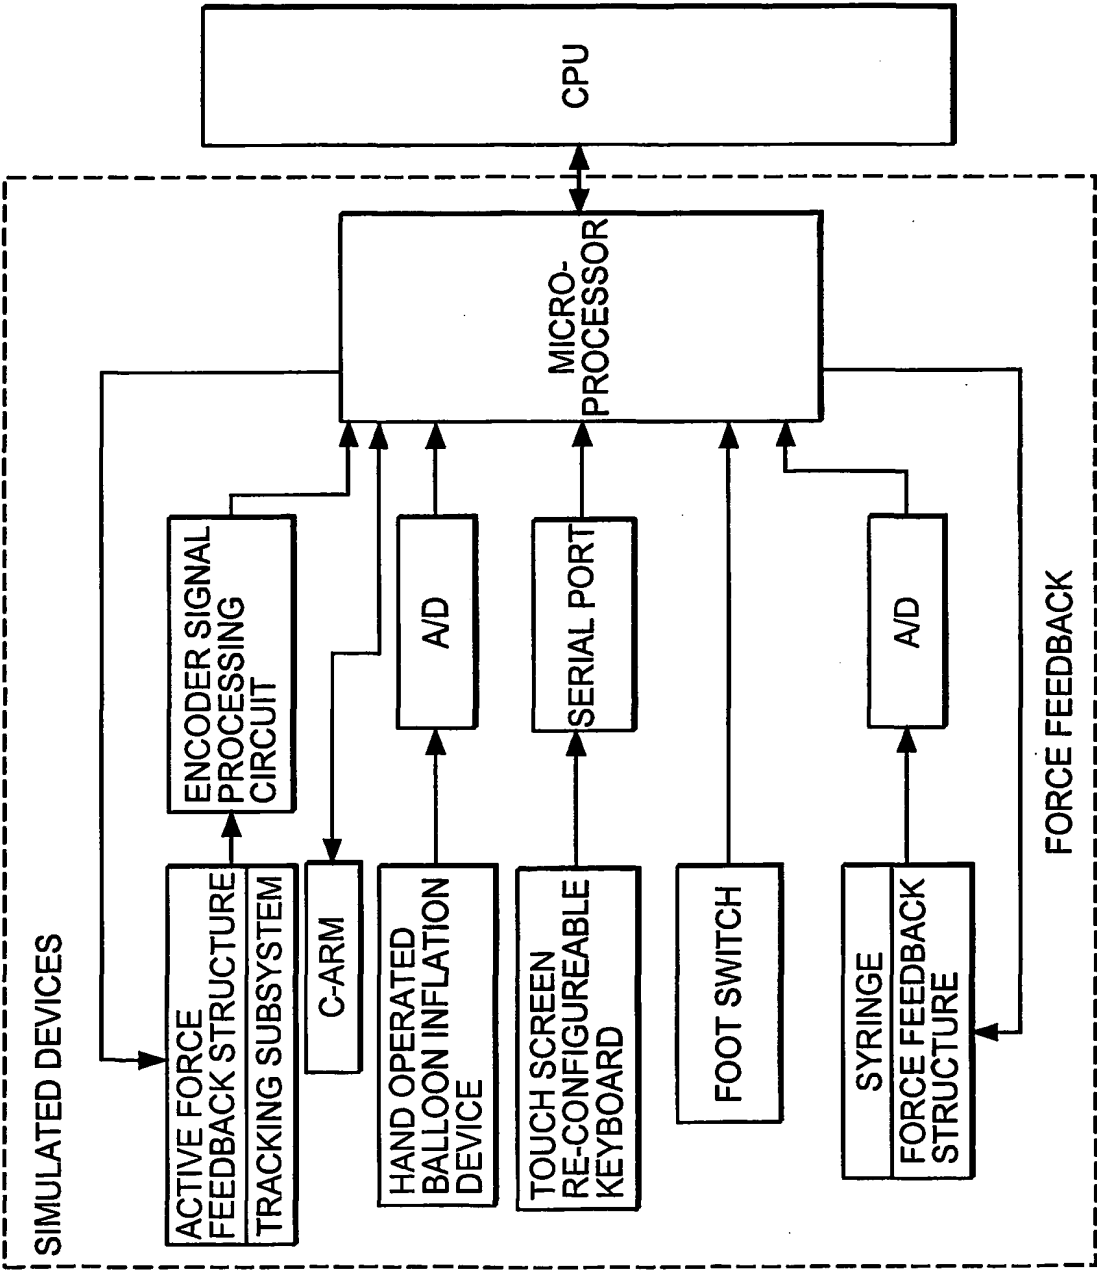 SIMULATED DEVICES
ACTIVE FORCE
FEEDBACK STRUCTURE
TRACKING SUBSYSTEM
ENCODER SIGNAL
PROCESSING
CIRCUIT
C-ARM
HAND OPERATED
BALLOON INFLATION
DEVICE
A/D
TOUCH SCREEN
RE-CONFIGUREABLE
KEYBOARD
SERIAL PORT
FOOT SWITCH
SYRINGE
FORCE FEEDBACK
STRUCTURE
A/D
FORCE FEEDBACK
MICRO-
PROCESSOR
CPU